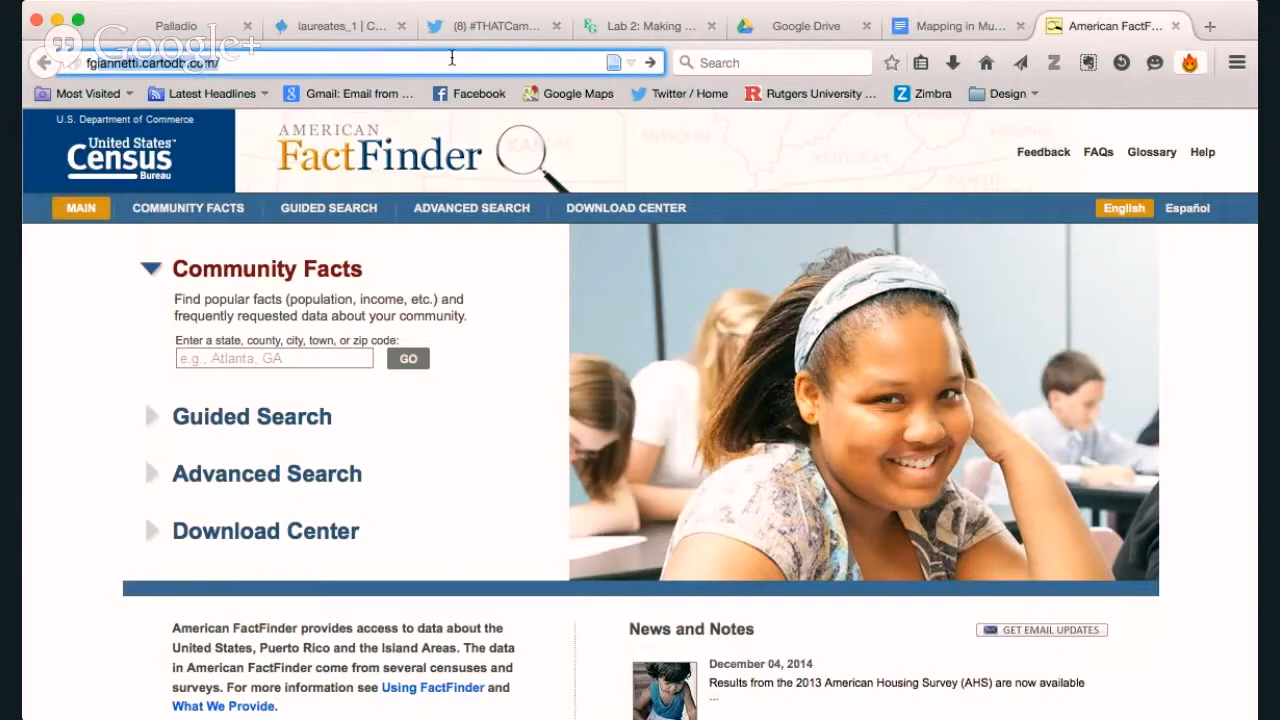 Palladio
laureates_1 | C...
(8) #THATCam...
Lab 2: Making ...
Google Drive
Mapping in Mu...
American FactF...
Google+
fgiannetti.cartodb.com/
Search
Most Visited
Latest Headlines
Gmail: Email from ...
Facebook
Google Maps
Twitter / Home
Rutgers University ...
Zimbra
Design
U.S. Department of Commerce
United States™
Census
Bureau
AMERICAN
FactFinder
KANSAS
MISSOURI
KENTUCKY
VIRGINIA
NORTH
Feedback
FAQs
Glossary
Help
MAIN
COMMUNITY FACTS
GUIDED SEARCH
ADVANCED SEARCH
DOWNLOAD CENTER
English
Español
Community Facts
Find popular facts (population, income, etc.) and
frequently requested data about your community.
Enter a state, county, city, town, or zip code:
e.g., Atlanta, GA
GO
Guided Search
Advanced Search
Download Center
American FactFinder provides access to data about the
United States, Puerto Rico and the Island Areas. The data
in American FactFinder come from several censuses and
surveys. For more information see Using FactFinder and
What We Provide.
News and Notes
GET EMAIL UPDATES
December 04, 2014
Results from the 2013 American Housing Survey (AHS) are now available
...